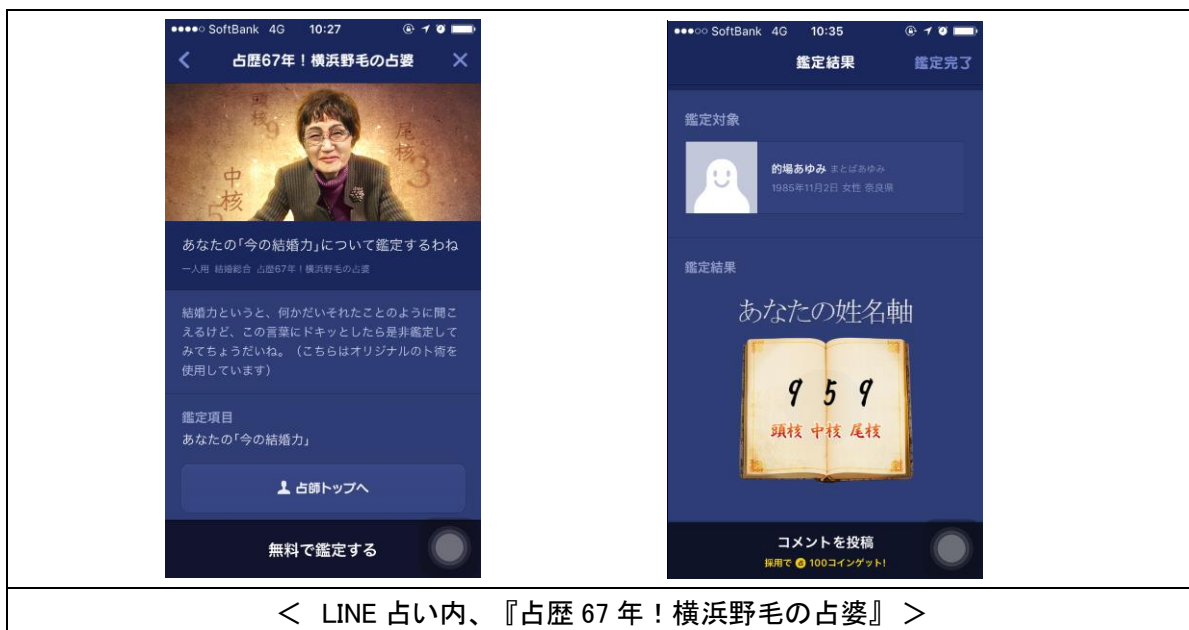 ●●●●○ SoftBank 4G 10:27
占歴67年！横浜野毛の占婆
頭核 9
尾核 3
中核 5
あなたの「今の結婚力」について鑑定するわね
一人用 結婚総合 占歴67年！横浜野毛の占婆
結婚力というと、何かだいそれたことのように聞こ
えるけど、この言葉にドキッとしたら是非鑑定して
みてちょうだいね。（こちらはオリジナルの卜術を
使用しています）
鑑定項目
あなたの「今の結婚力」
占師トップへ
無料で鑑定する
●●●○○ SoftBank 4G 10:35
鑑定結果 鑑定完了
鑑定対象
的場あゆみ まとばあゆみ
1985年11月2日 女性 奈良県
鑑定結果
あなたの姓名軸
9 5 9
頭核 中核 尾核
コメントを投稿
採用で 100コインゲット!
＜ LINE 占い内、『占歴 67 年！横浜野毛の占婆』 ＞